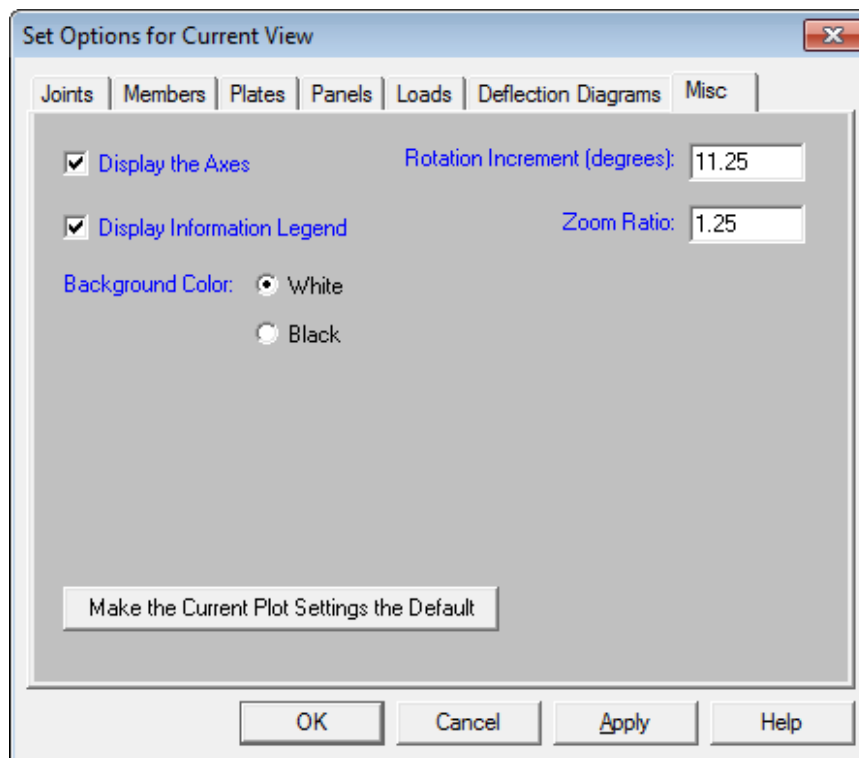 Set Options for Current View
Joints Members Plates Panels Loads Deflection Diagrams Misc
Display the Axes Rotation Increment (degrees): 11.25
Display Information Legend Zoom Ratio: 1.25
Background Color: White
Black
Make the Current Plot Settings the Default
OK Cancel Apply Help